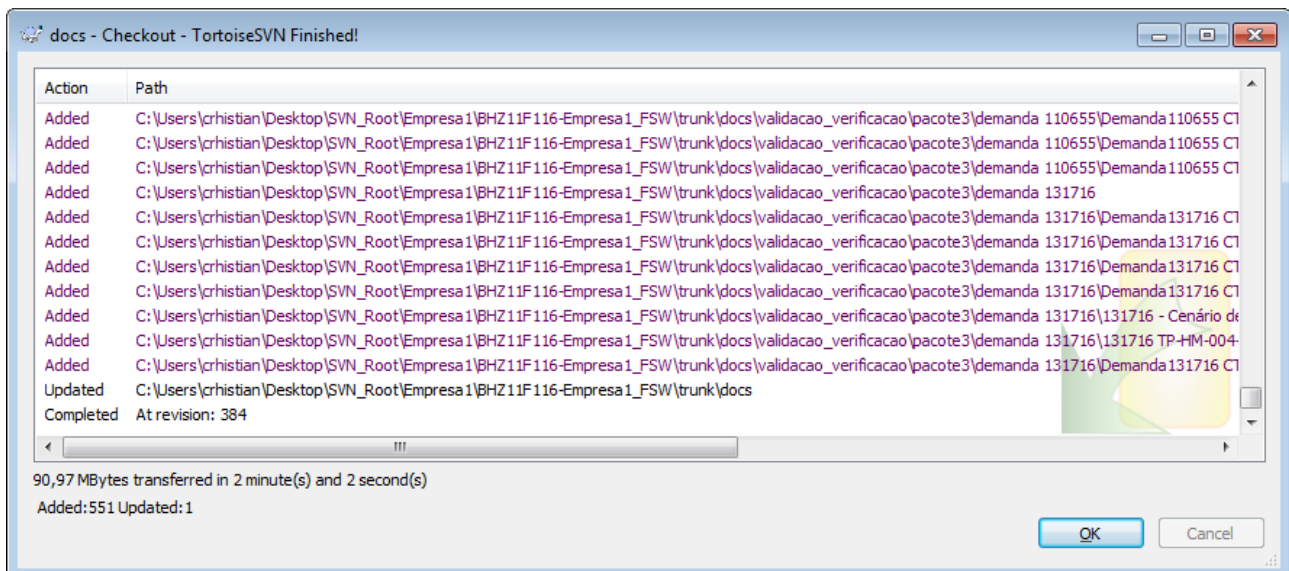 docs - Checkout - TortoiseSVN Finished!
Action Path
Added C:\Users\crhistian\Desktop\SVN_Root\Empresa1\BHZ11F116-Empresa1_FSW\trunk\docs\validacao_verificacao\pacote3\demanda 110655\Demanda110655 CT
Added C:\Users\crhistian\Desktop\SVN_Root\Empresa1\BHZ11F116-Empresa1_FSW\trunk\docs\validacao_verificacao\pacote3\demanda 110655\Demanda110655 CT
Added C:\Users\crhistian\Desktop\SVN_Root\Empresa1\BHZ11F116-Empresa1_FSW\trunk\docs\validacao_verificacao\pacote3\demanda 110655\Demanda110655 CT
Added C:\Users\crhistian\Desktop\SVN_Root\Empresa1\BHZ11F116-Empresa1_FSW\trunk\docs\validacao_verificacao\pacote3\demanda 131716
Added C:\Users\crhistian\Desktop\SVN_Root\Empresa1\BHZ11F116-Empresa1_FSW\trunk\docs\validacao_verificacao\pacote3\demanda 131716\Demanda131716 CT
Added C:\Users\crhistian\Desktop\SVN_Root\Empresa1\BHZ11F116-Empresa1_FSW\trunk\docs\validacao_verificacao\pacote3\demanda 131716\Demanda131716 CT
Added C:\Users\crhistian\Desktop\SVN_Root\Empresa1\BHZ11F116-Empresa1_FSW\trunk\docs\validacao_verificacao\pacote3\demanda 131716\Demanda131716 CT
Added C:\Users\crhistian\Desktop\SVN_Root\Empresa1\BHZ11F116-Empresa1_FSW\trunk\docs\validacao_verificacao\pacote3\demanda 131716\Demanda131716 CT
Added C:\Users\crhistian\Desktop\SVN_Root\Empresa1\BHZ11F116-Empresa1_FSW\trunk\docs\validacao_verificacao\pacote3\demanda 131716\131716 - Cenário de
Added C:\Users\crhistian\Desktop\SVN_Root\Empresa1\BHZ11F116-Empresa1_FSW\trunk\docs\validacao_verificacao\pacote3\demanda 131716\131716 TP-HM-004-
Added C:\Users\crhistian\Desktop\SVN_Root\Empresa1\BHZ11F116-Empresa1_FSW\trunk\docs\validacao_verificacao\pacote3\demanda 131716\Demanda131716 CT
Updated C:\Users\crhistian\Desktop\SVN_Root\Empresa1\BHZ11F116-Empresa1_FSW\trunk\docs
Completed At revision: 384
90,97 MBytes transferred in 2 minute(s) and 2 second(s)
Added:551 Updated:1
OK Cancel